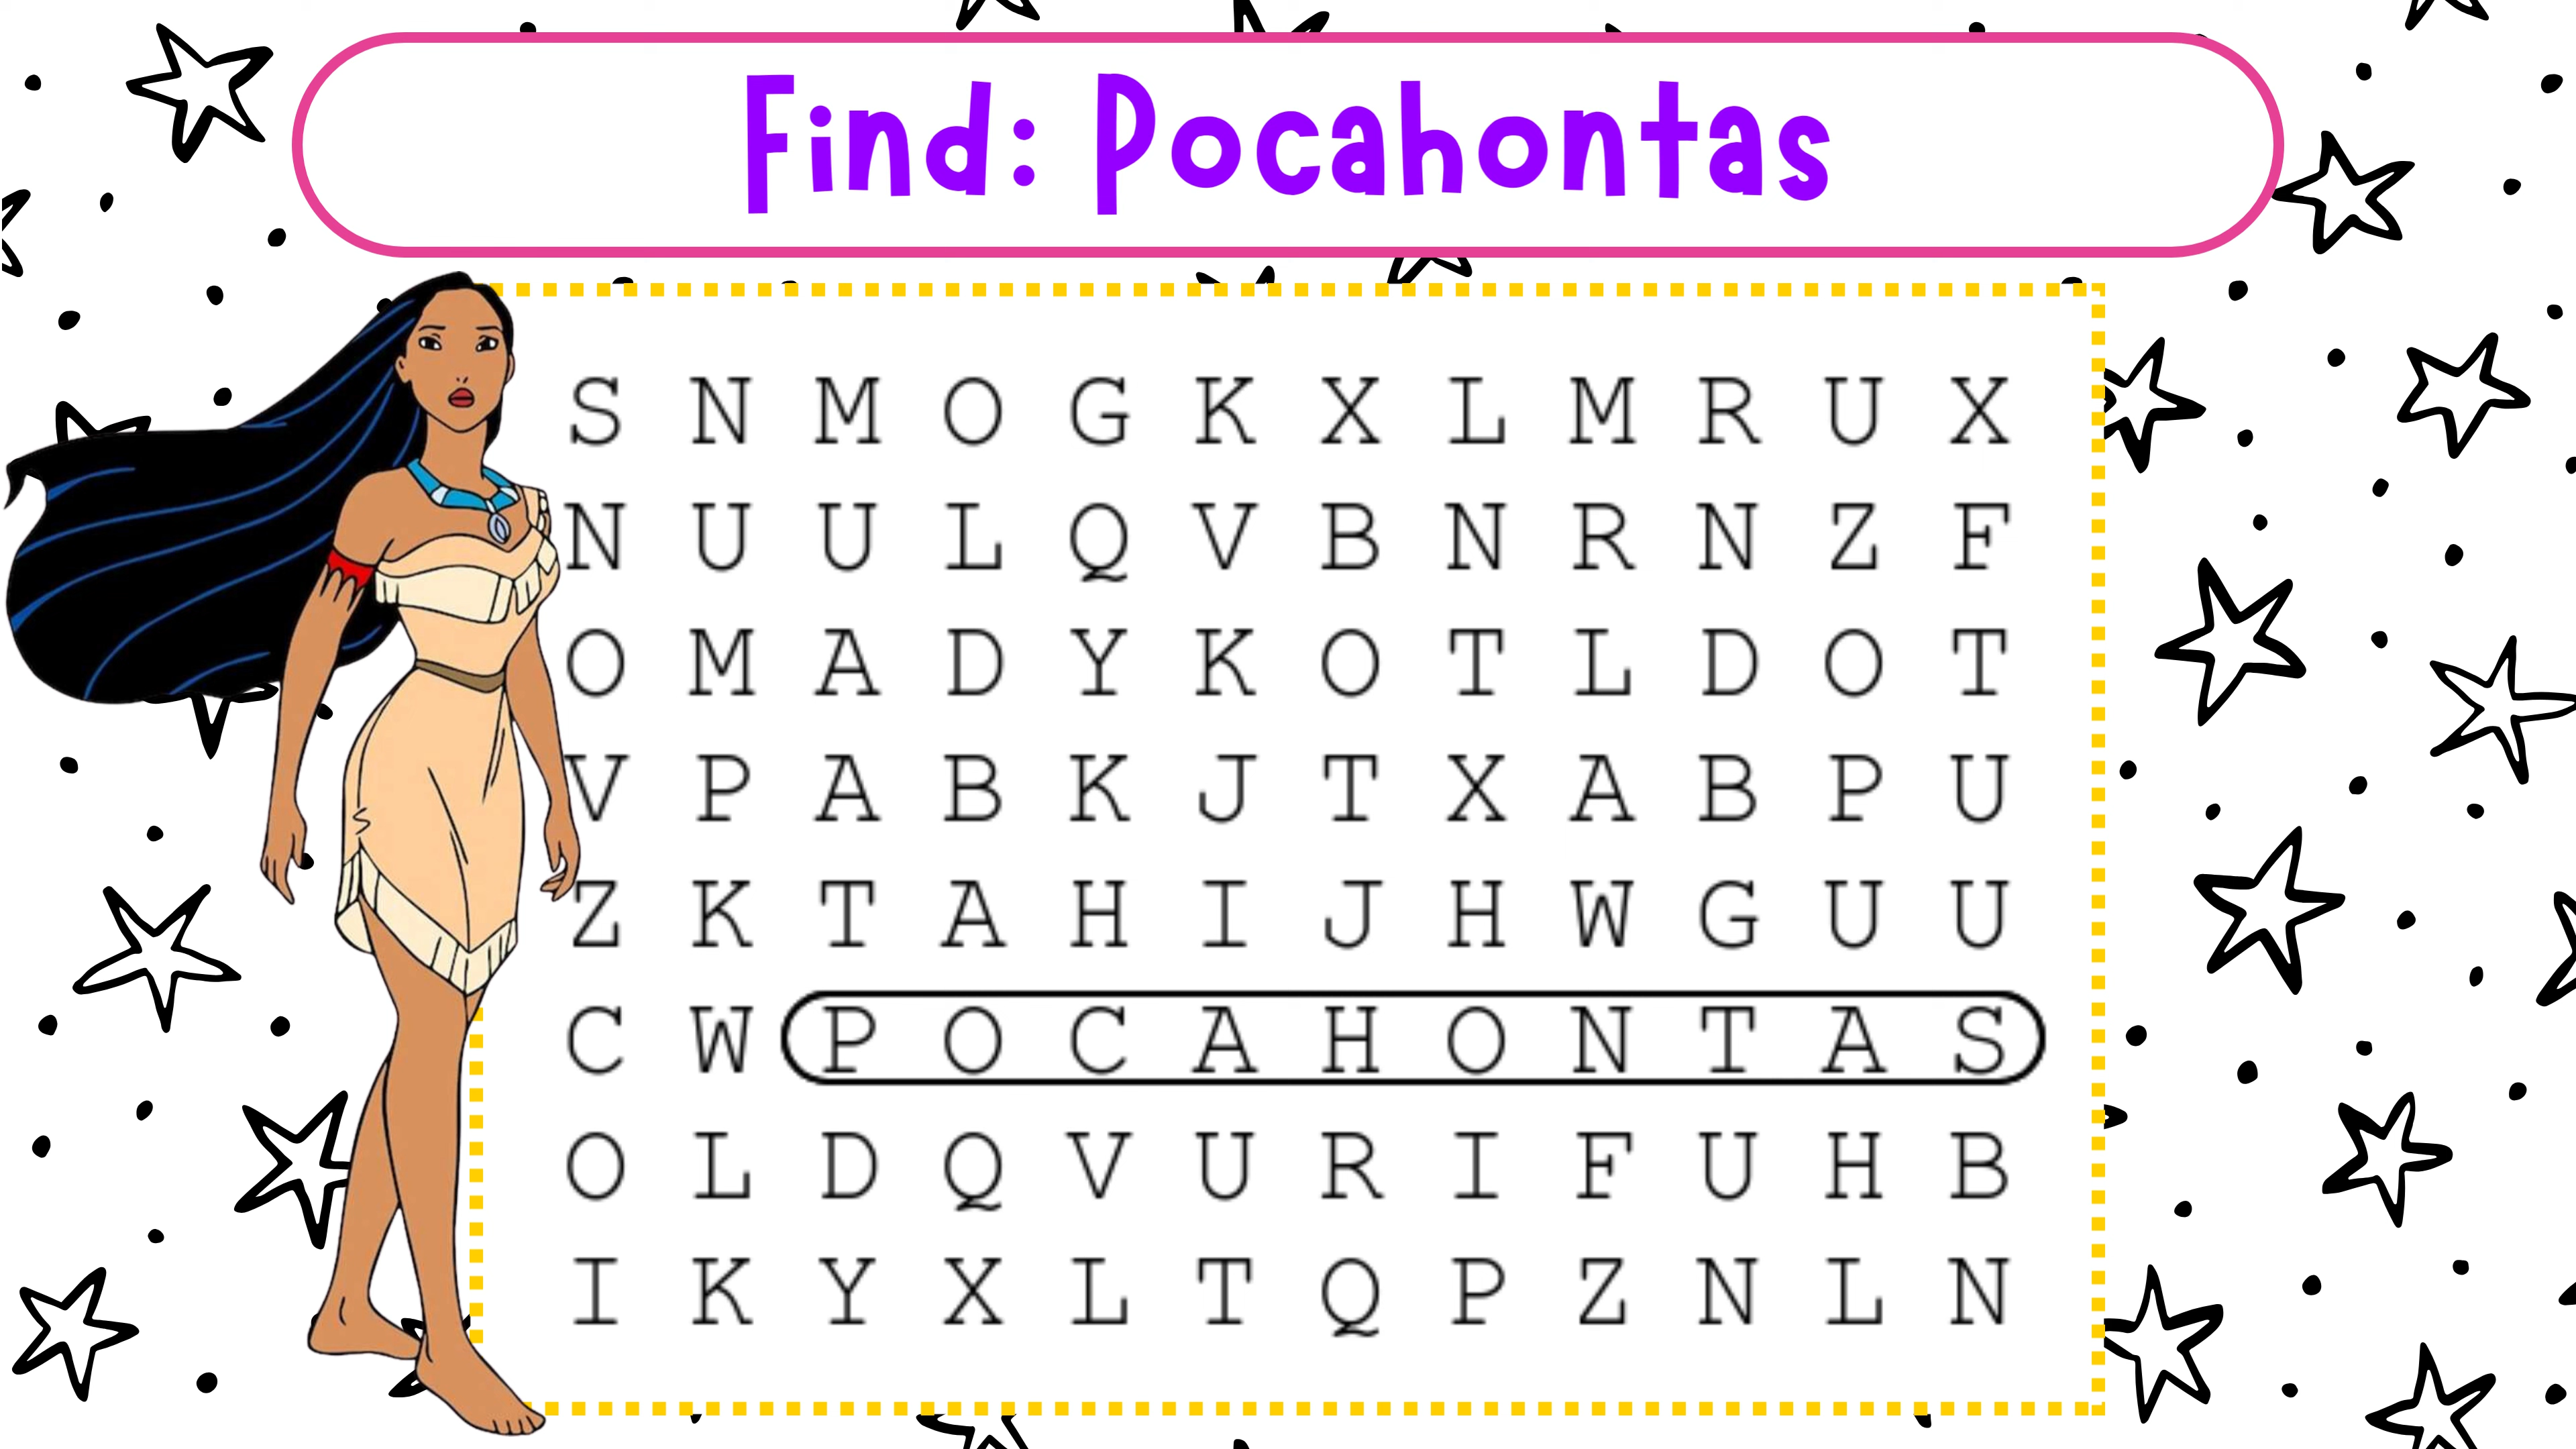 Find: Pocahontas
S N M O G K X L M R U X
N U U L Q V B N R N Z F
O M A D Y K O T L D O T
V P A B K J T X A B P U
Z K T A H I J H W G U U
C W P O C A H O N T A S
O L D Q V U R I F U H B
I K Y X L T Q P Z N L N